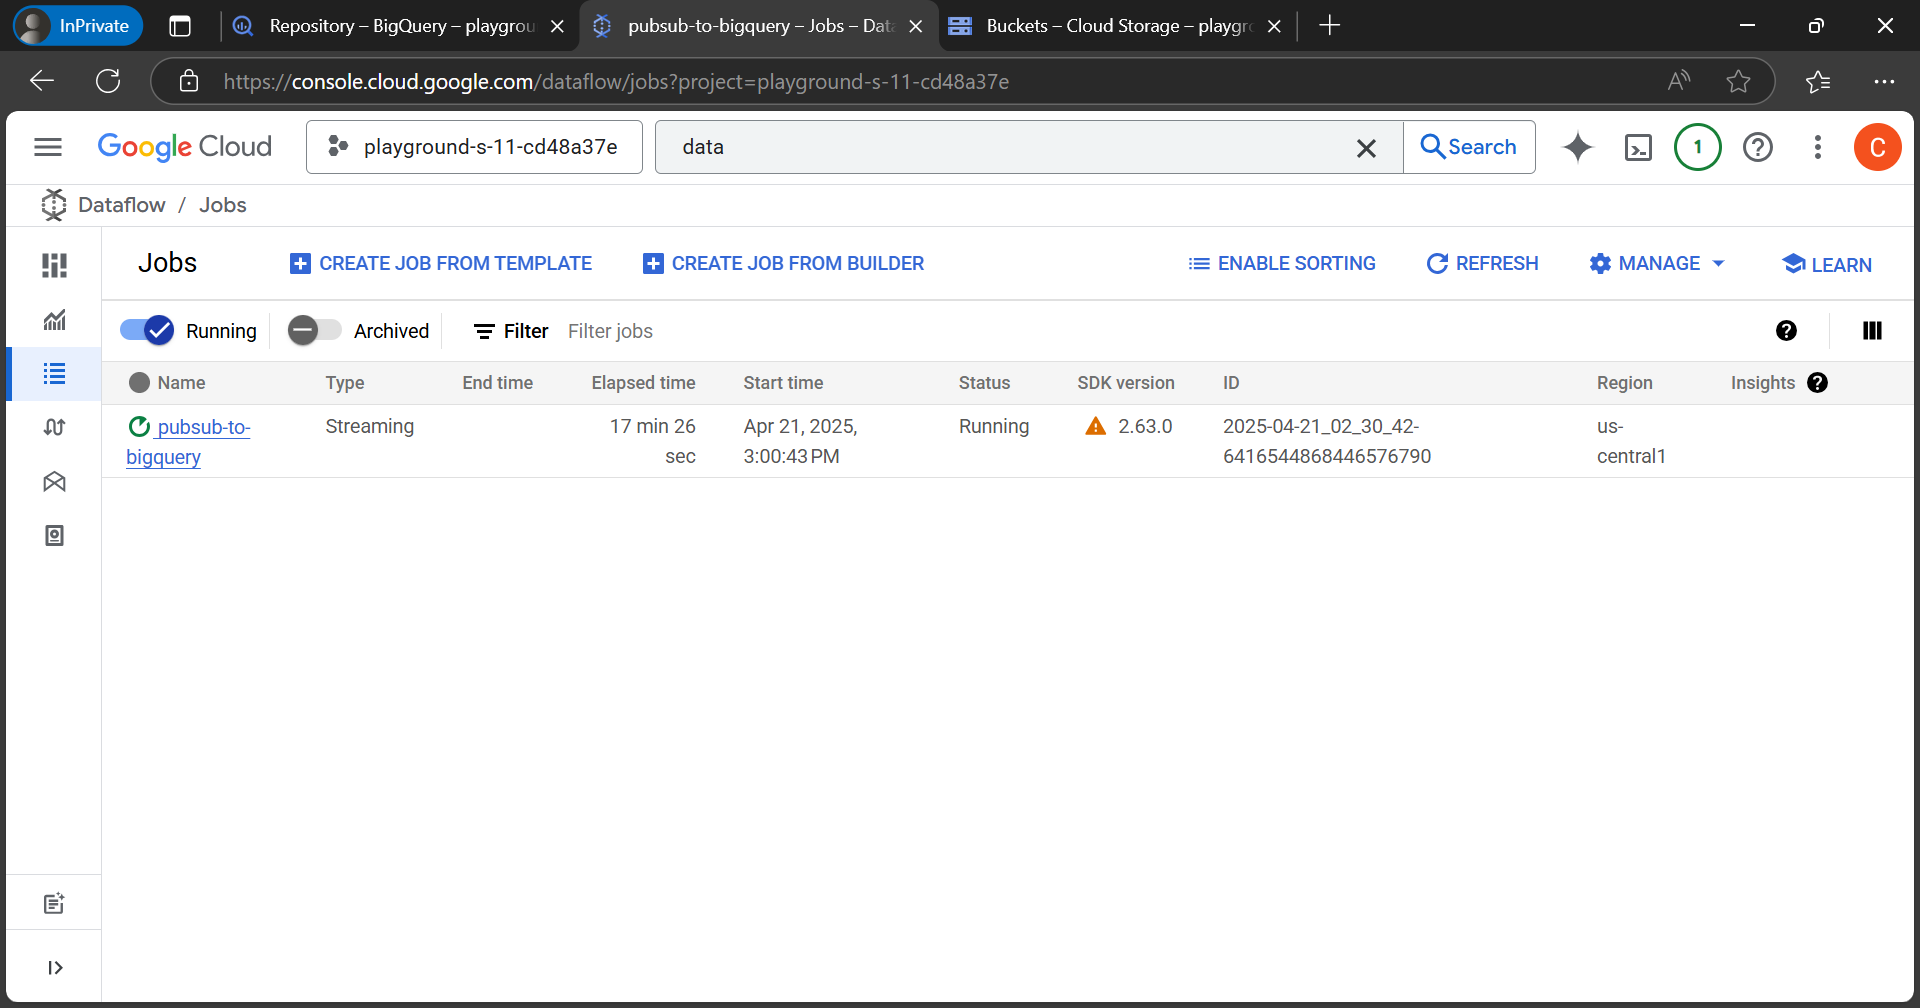 InPrivate
Repository – BigQuery – playgrou
pubsub-to-bigquery – Jobs – Data
Buckets – Cloud Storage – playgro
https://console.cloud.google.com/dataflow/jobs?project=playground-s-11-cd48a37e
Google Cloud
playground-s-11-cd48a37e
data
Search
1
C
Dataflow / Jobs
Jobs
CREATE JOB FROM TEMPLATE
CREATE JOB FROM BUILDER
ENABLE SORTING
REFRESH
MANAGE
LEARN
Running
Archived
Filter
Filter jobs
Name
Type
End time
Elapsed time
Start time
Status
SDK version
ID
Region
Insights
pubsub-to-
bigquery
Streaming
17 min 26
sec
Apr 21, 2025,
3:00:43 PM
Running
2.63.0
2025-04-21_02_30_42-
6416544868446576790
us-
central1